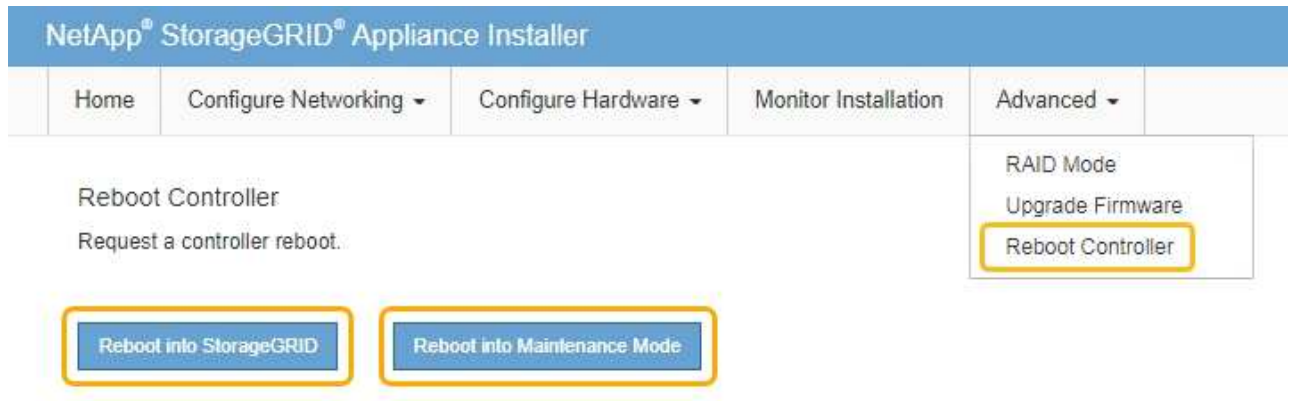 NetApp® StorageGRID® Appliance Installer
Home Configure Networking Configure Hardware Monitor Installation Advanced
RAID Mode
Upgrade Firmware
Reboot Controller
Reboot Controller
Request a controller reboot.
Reboot into StorageGRID Reboot into Maintenance Mode